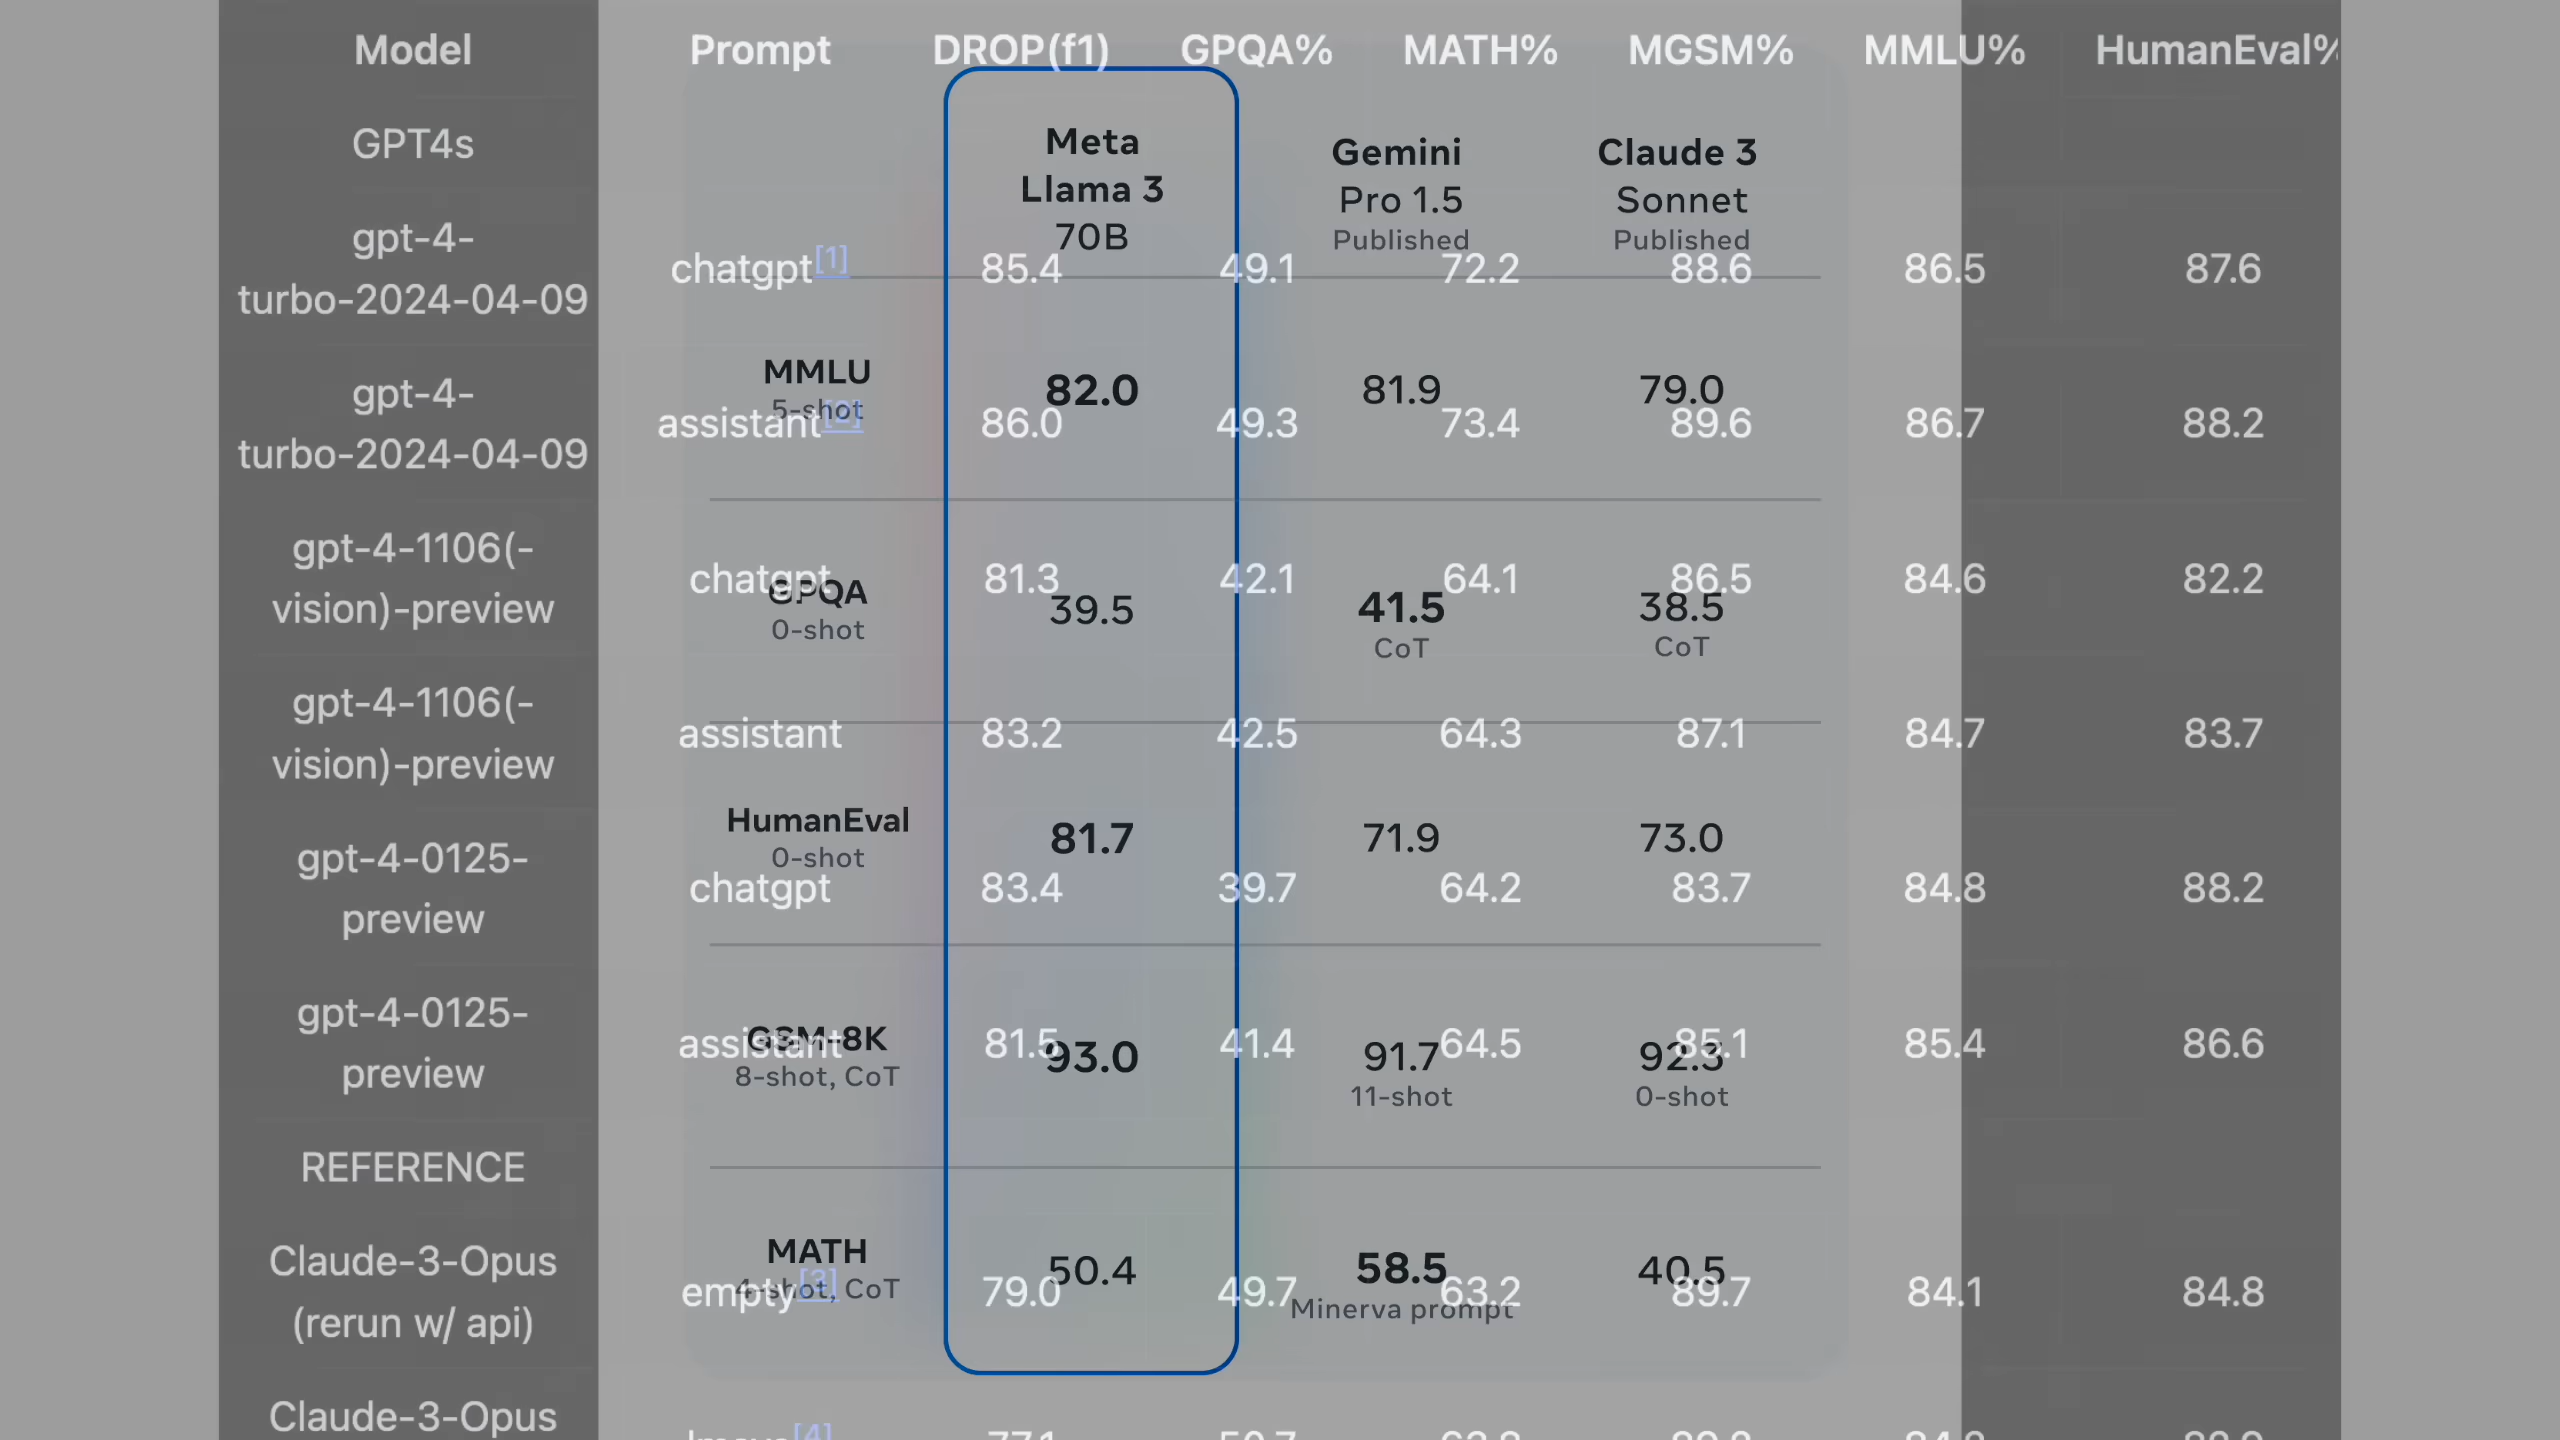 Model Prompt DROP(f1) GPQA% MATH% MGSM% MMLU% HumanEval%
GPT4s
gpt-4-
turbo-2024-04-09 chatgpt[1] 85.4 49.1 72.2 88.6 86.5 87.6
gpt-4-
turbo-2024-04-09 assistant 86.0 49.3 73.4 89.6 86.7 88.2
gpt-4-1106(-
vision)-preview chatgpt 81.3 42.1 64.1 86.5 84.6 82.2
gpt-4-1106(-
vision)-preview assistant 83.2 42.5 64.3 87.1 84.7 83.7
gpt-4-0125-
preview chatgpt 83.4 39.7 64.2 83.7 84.8 88.2
gpt-4-0125-
preview assistant 81.5 41.4 64.5 85.1 85.4 86.6
REFERENCE
Claude-3-Opus
(rerun w/ api) empty[3] 79.0 49.7 63.2 89.7 84.1 84.8
Claude-3-Opus
Meta
Llama 3
70B
Gemini
Pro 1.5
Published
Claude 3
Sonnet
Published
MMLU
5-shot
82.0 81.9 79.0
GPQA
0-shot
39.5 41.5 38.5
CoT CoT
HumanEval
0-shot
81.7 71.9 73.0
GSM-8K
8-shot, CoT
93.0 91.7 92.3
11-shot 0-shot
MATH
4-shot, CoT
50.4 58.5 40.5
Minerva prompt